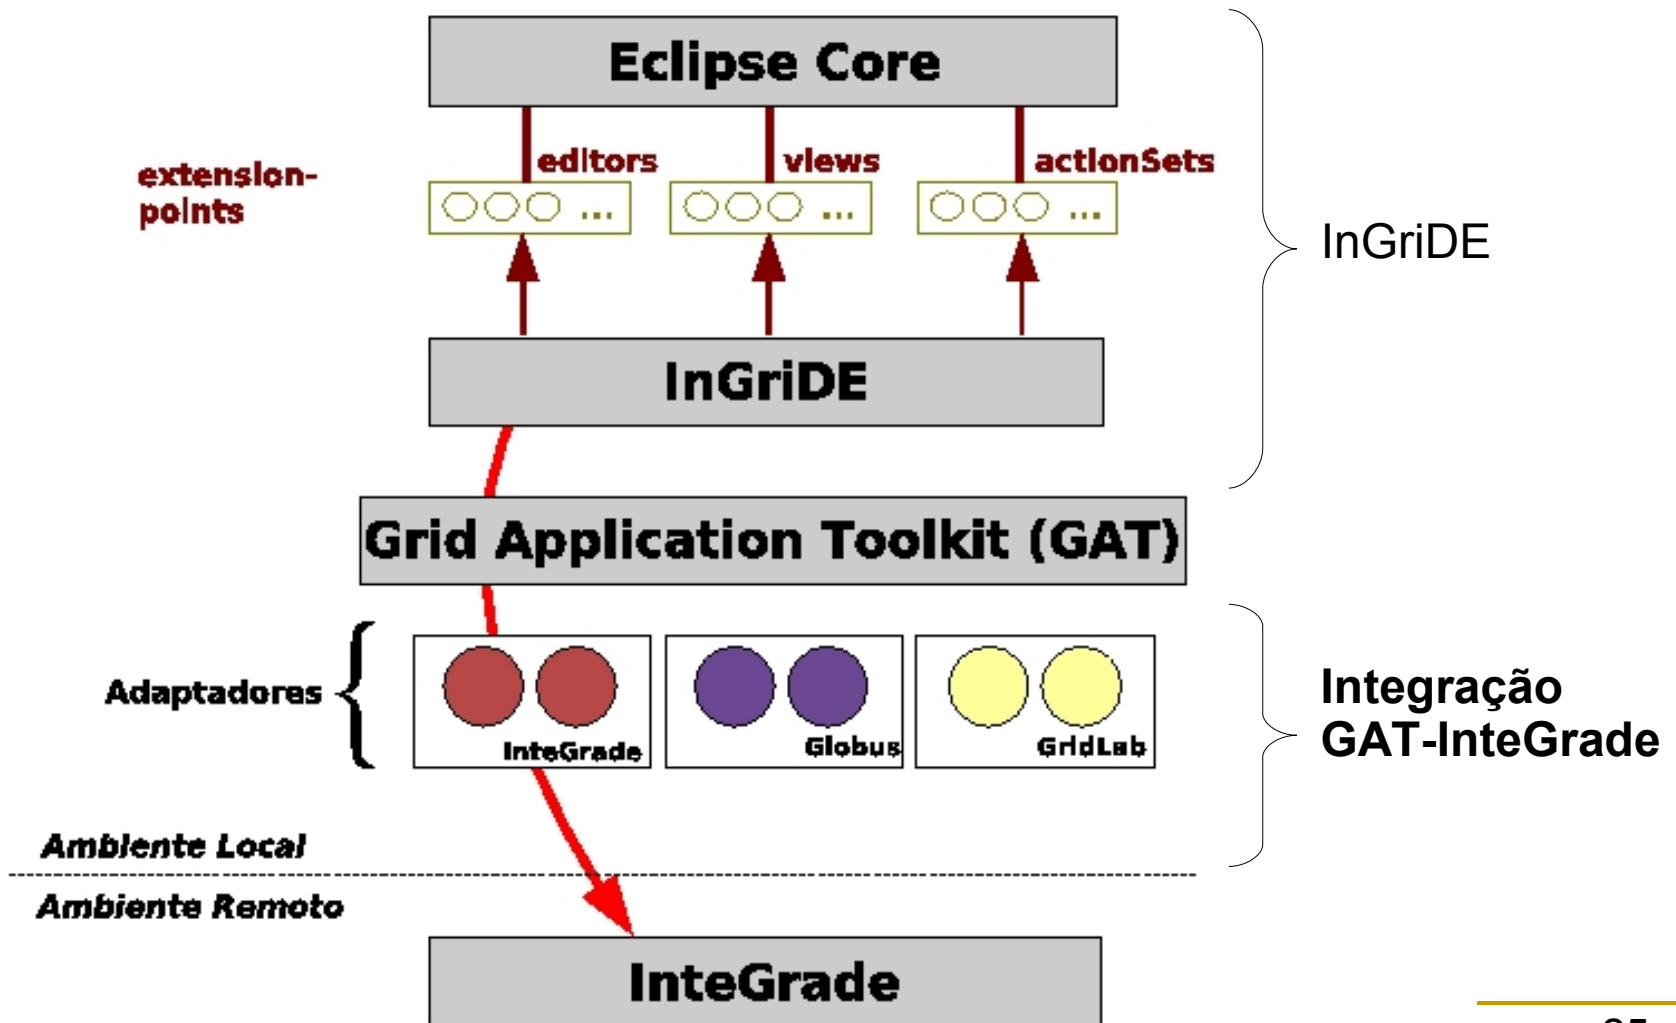 Eclipse Core
extension-
points
editors
views
actionSets
...
...
...
InGriDE
InGriDE
Grid Application Toolkit (GAT)
Adaptadores
InteGrade
Globus
GridLab
Integração
GAT-InteGrade
Ambiente Local
Ambiente Remoto
InteGrade